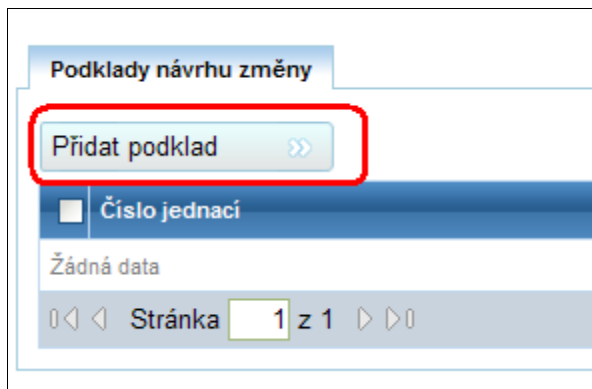 Podklady návrhu změny
Přidat podklad
Číslo jednací
Žádná data
Stránka 1 z 1